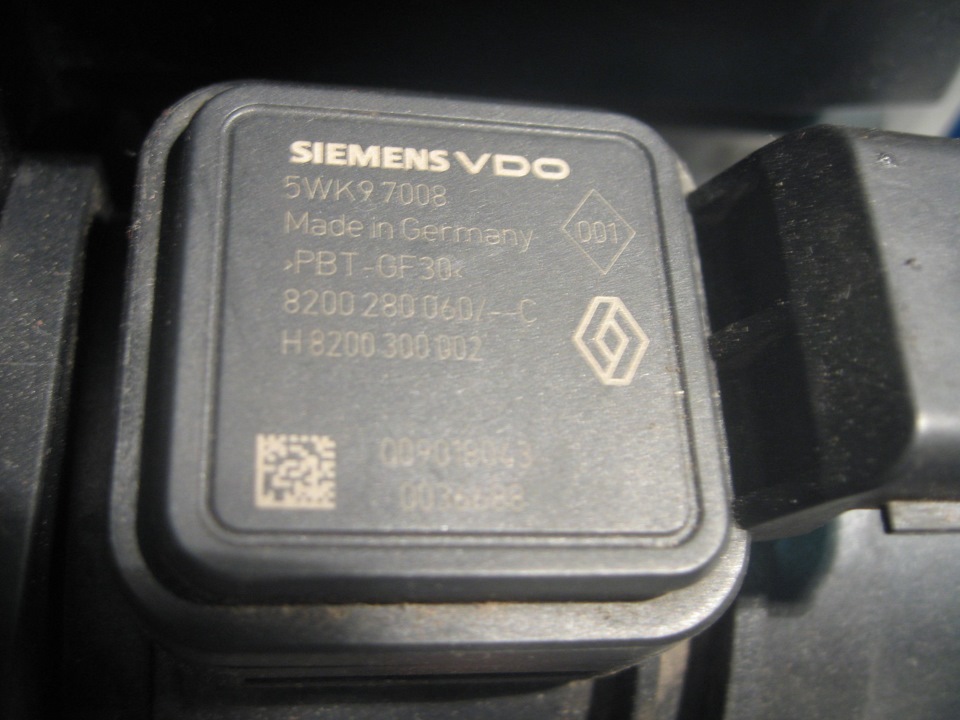 SIEMENS VDO
5WK9 7008
Made in Germany
001
>PBT-GF30<
8200 280 060/--C
H 8200 300 002